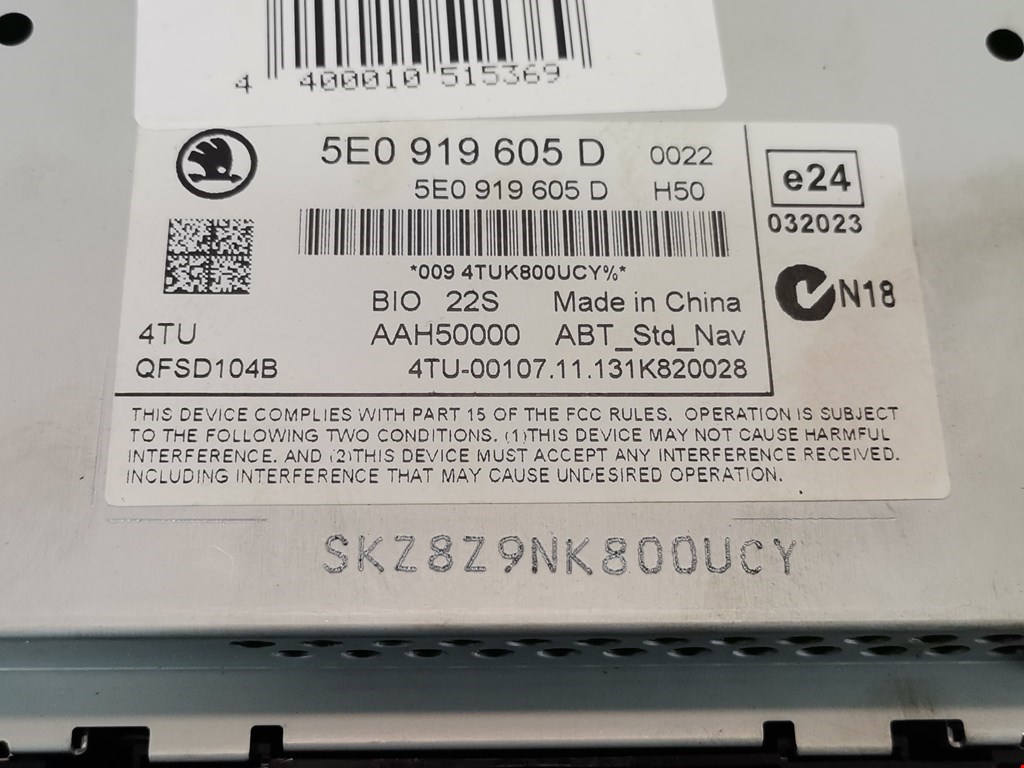 4 400010 515369
5E0 919 605 D 0022
5E0 919 605 D H50
e24
032023
*009 4TUK800UCY%*
N18
BIO 22S Made in China
4TU AAH50000 ABT_Std_Nav
QFSD104B 4TU-00107.11.131K820028
THIS DEVICE COMPLIES WITH PART 15 OF THE FCC RULES. OPERATION IS SUBJECT
TO THE FOLLOWING TWO CONDITIONS. (1)THIS DEVICE MAY NOT CAUSE HARMFUL
INTERFERENCE. AND (2)THIS DEVICE MUST ACCEPT ANY INTERFERENCE RECEIVED.
INCLUDING INTERFERENCE THAT MAY CAUSE UNDESIRED OPERATION.
SKZ8Z9NK800UCY